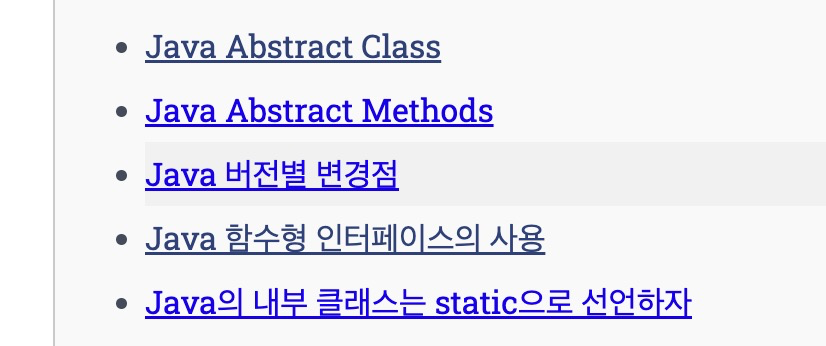 Java Abstract Class
Java Abstract Methods
Java 버전별 변경점
Java 함수형 인터페이스의 사용
Java의 내부 클래스는 static으로 선언하자